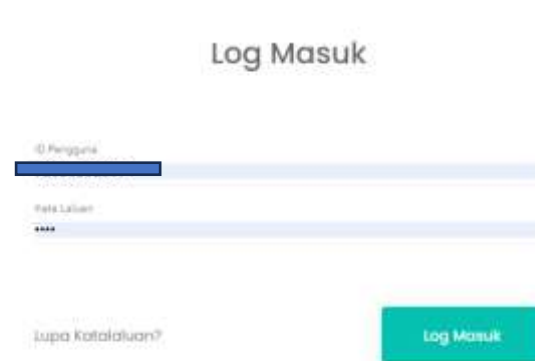 Log Masuk
ID Pengguna
Kata Laluan
••••
Lupa Katalaluan?
Log Masuk